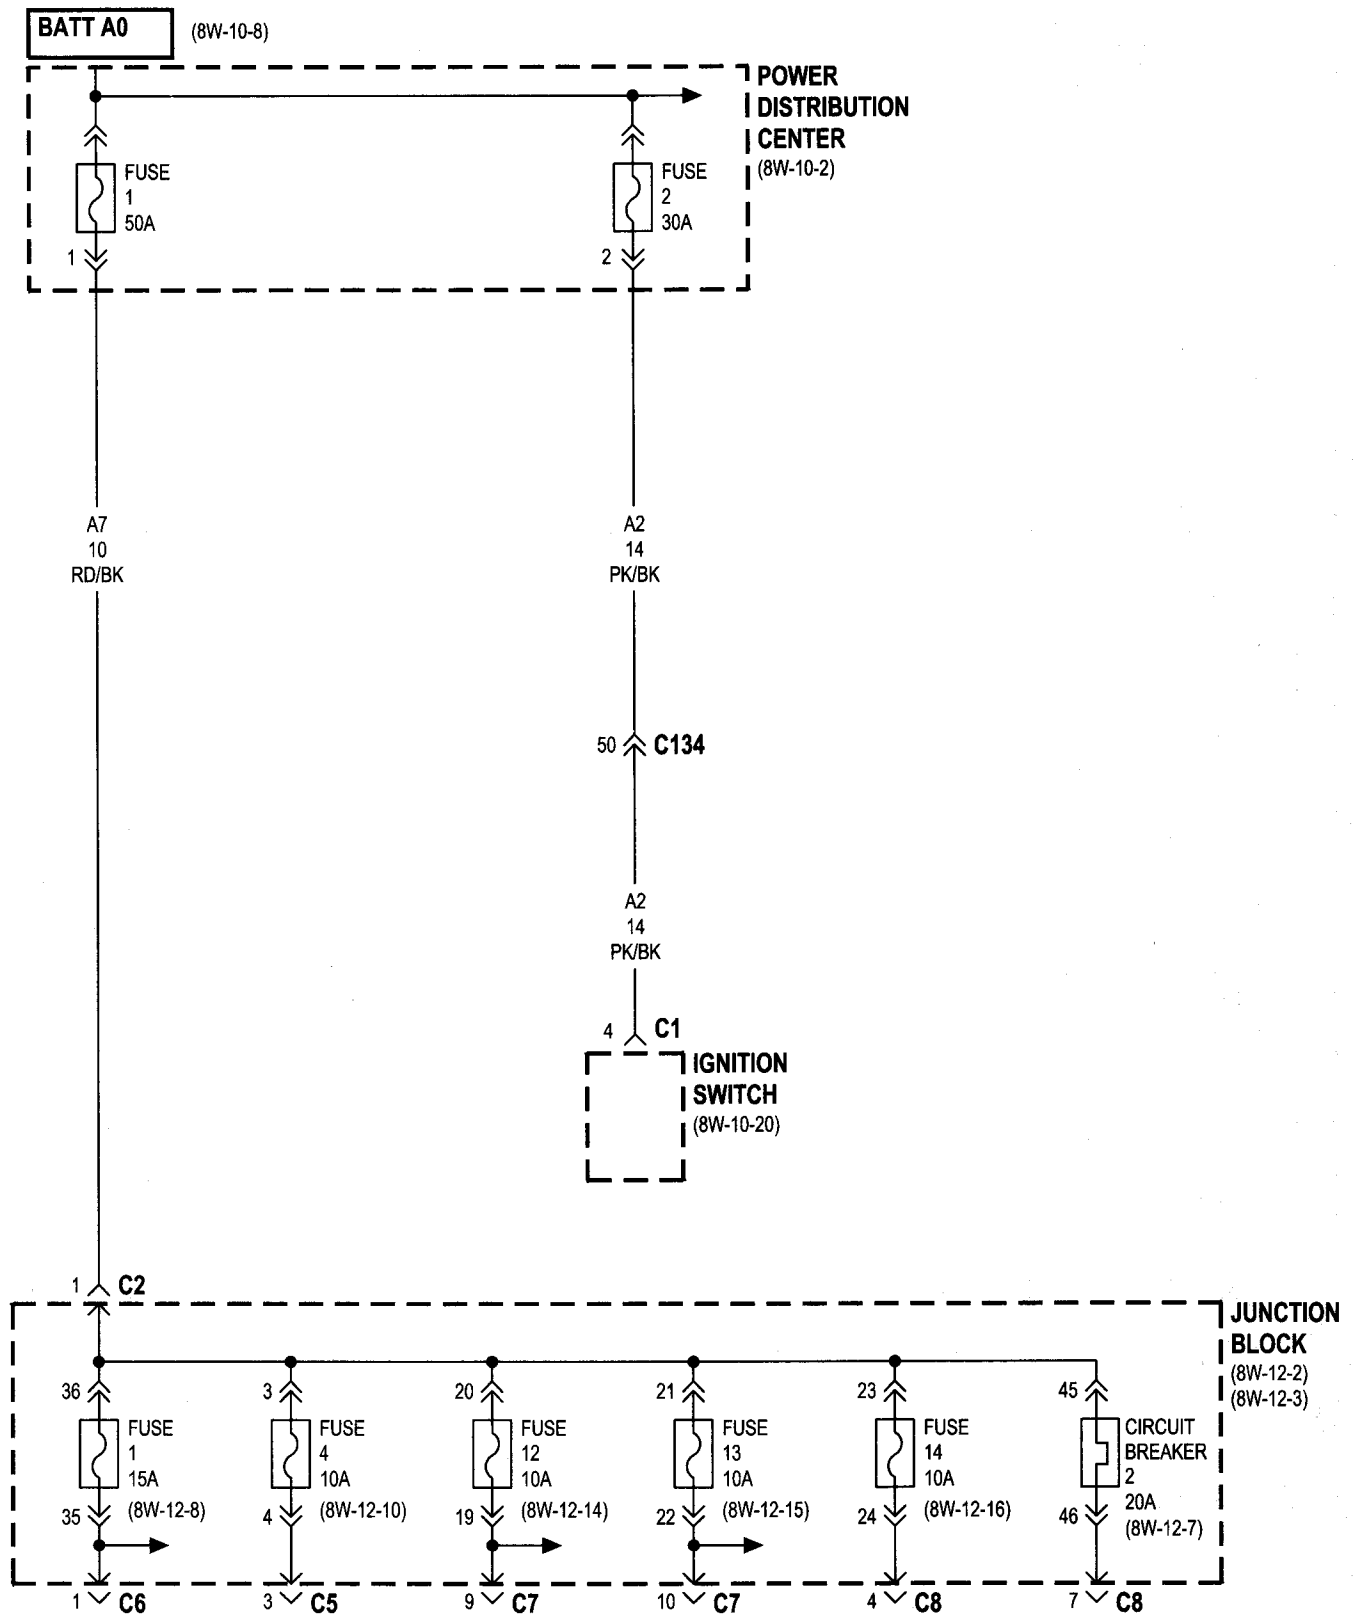 BATT A0
(8W-10-8)
POWER
DISTRIBUTION
CENTER
(8W-10-2)
FUSE
1
50A
1
FUSE
2
30A
2
A7
10
RD/BK
A2
14
PK/BK
50
C134
A2
14
PK/BK
4
C1
IGNITION
SWITCH
(8W-10-20)
1
C2
JUNCTION
BLOCK
(8W-12-2)
(8W-12-3)
36
FUSE
1
15A
(8W-12-8)
35
1
C6
3
FUSE
4
10A
(8W-12-10)
4
3
C5
20
FUSE
12
10A
(8W-12-14)
19
9
C7
21
FUSE
13
10A
(8W-12-15)
22
10
C7
23
FUSE
14
10A
(8W-12-16)
24
4
C8
45
CIRCUIT
BREAKER
2
20A
(8W-12-7)
46
7
C8